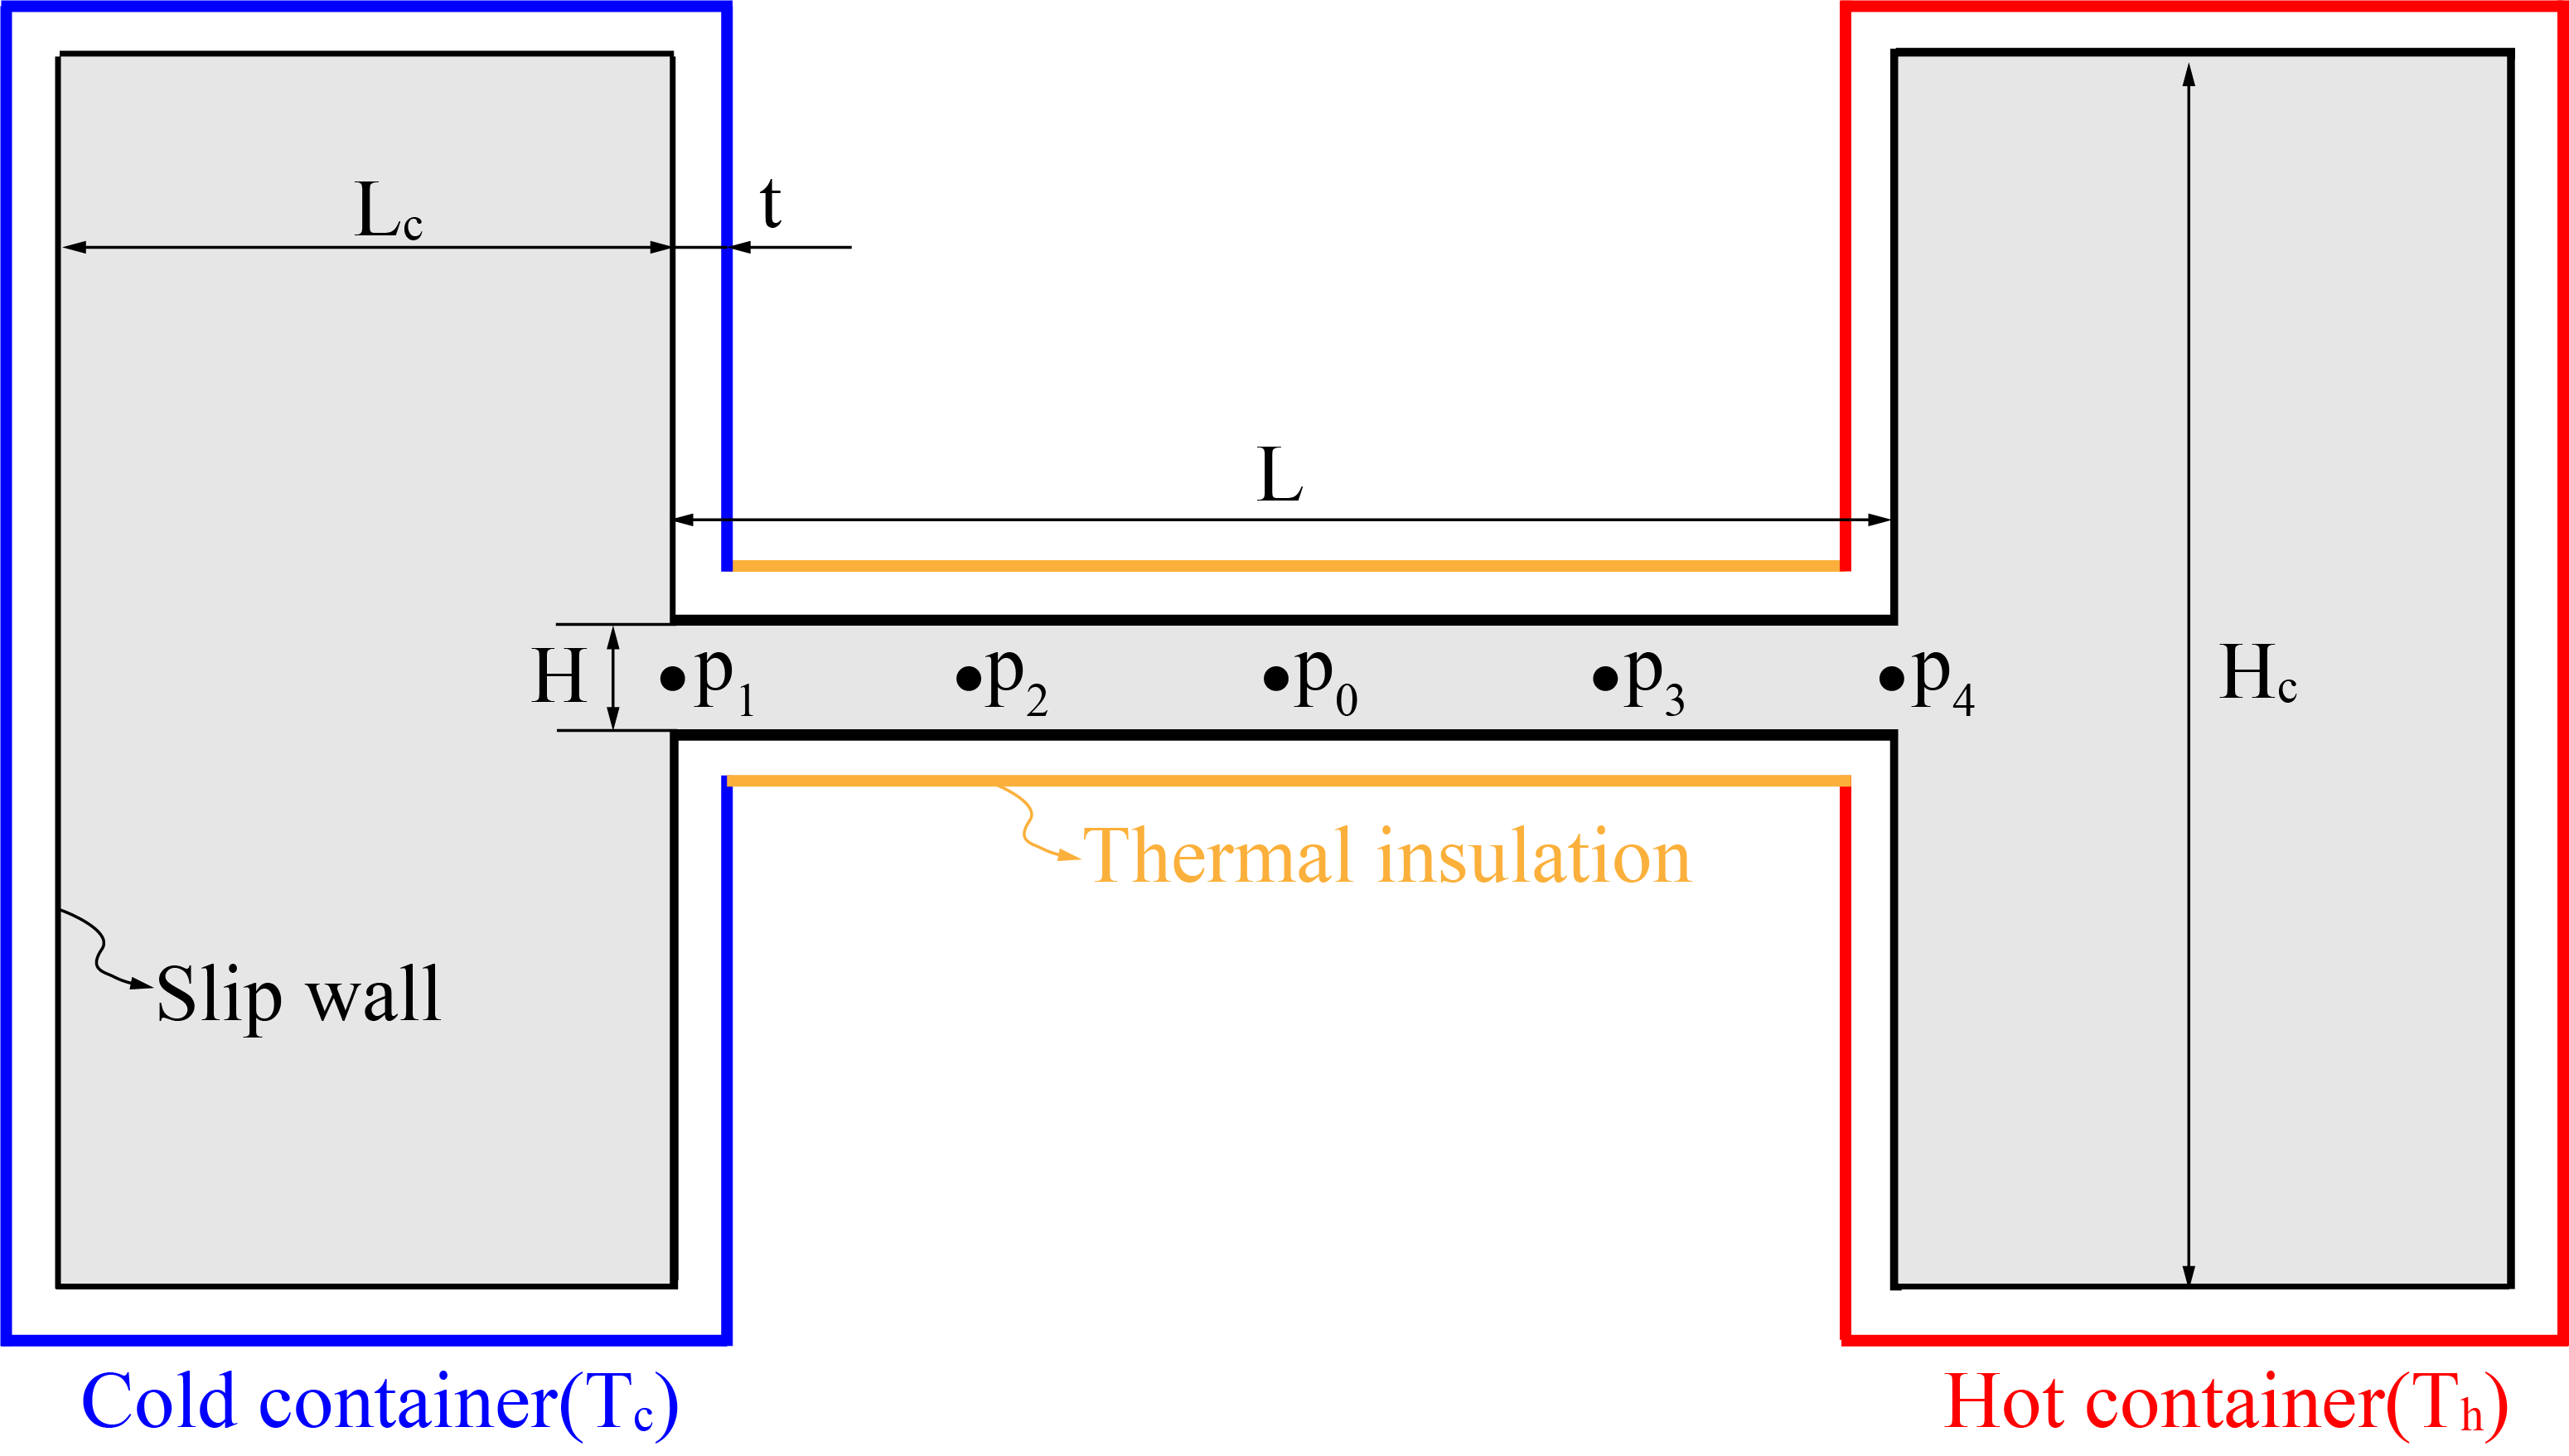 L_c
t
L
H
p_1
p_2
p_0
p_3
p_4
H_c
Thermal insulation
Slip wall
Cold container(T_c)
Hot container(T_h)